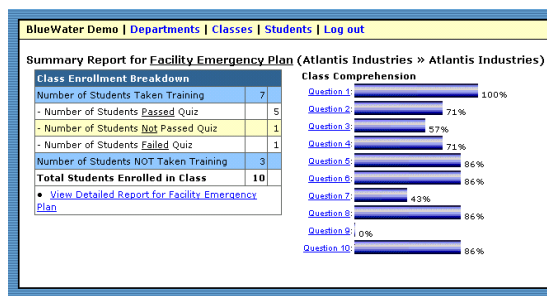 BlueWater Demo | Departments | Classes | Students | Log out
Summary Report for Facility Emergency Plan (Atlantis Industries » Atlantis Industries)
Class Enrollment Breakdown
Number of Students Taken Training 7
- Number of Students Passed Quiz 5
- Number of Students Not Passed Quiz 1
- Number of Students Failed Quiz 1
Number of Students NOT Taken Training 3
Total Students Enrolled in Class 10
• View Detailed Report for Facility Emergency
Plan
Class Comprehension
Question 1: 100%
Question 2: 71%
Question 3: 57%
Question 4: 71%
Question 5: 86%
Question 6: 86%
Question 7: 43%
Question 8: 86%
Question 9: 0%
Question 10: 86%